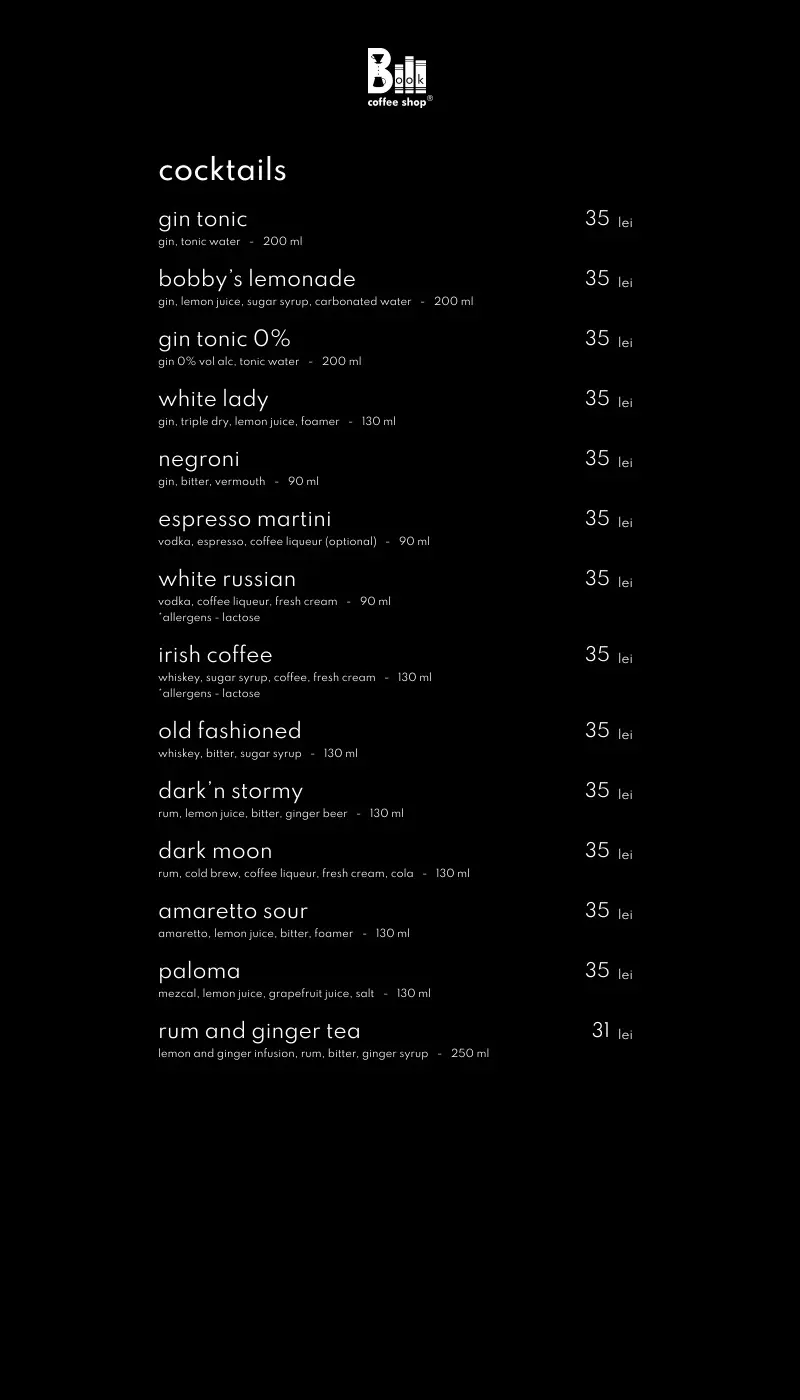 Book
coffee shop®
cocktails
gin tonic 35 lei
gin, tonic water - 200 ml
bobby's lemonade 35 lei
gin, lemon juice, sugar syrup, carbonated water - 200 ml
gin tonic 0% 35 lei
gin 0% vol alc, tonic water - 200 ml
white lady 35 lei
gin, triple dry, lemon juice, foamer - 130 ml
negroni 35 lei
gin, bitter, vermouth - 90 ml
espresso martini 35 lei
vodka, espresso, coffee liqueur (optional) - 90 ml
white russian 35 lei
vodka, coffee liqueur, fresh cream - 90 ml
*allergens - lactose
irish coffee 35 lei
whiskey, sugar syrup, coffee, fresh cream - 130 ml
*allergens - lactose
old fashioned 35 lei
whiskey, bitter, sugar syrup - 130 ml
dark'n stormy 35 lei
rum, lemon juice, bitter, ginger beer - 130 ml
dark moon 35 lei
rum, cold brew, coffee liqueur, fresh cream, cola - 130 ml
amaretto sour 35 lei
amaretto, lemon juice, bitter, foamer - 130 ml
paloma 35 lei
mezcal, lemon juice, grapefruit juice, salt - 130 ml
rum and ginger tea 31 lei
lemon and ginger infusion, rum, bitter, ginger syrup - 250 ml